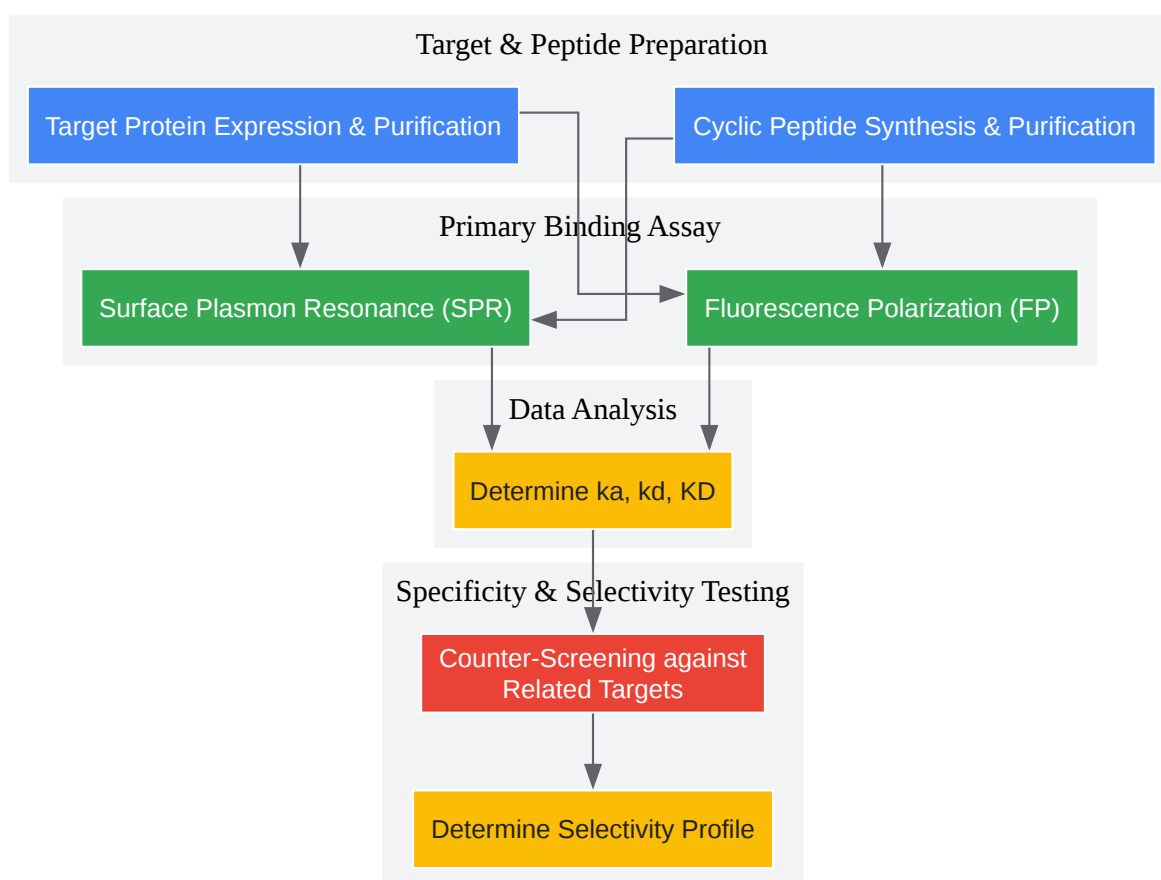 Target & Peptide Preparation
Target Protein Expression & Purification
Cyclic Peptide Synthesis & Purification
Primary Binding Assay
Surface Plasmon Resonance (SPR)
Fluorescence Polarization (FP)
Data Analysis
Determine ka, kd, KD
Specificity & Selectivity Testing
Counter-Screening against
Related Targets
Determine Selectivity Profile